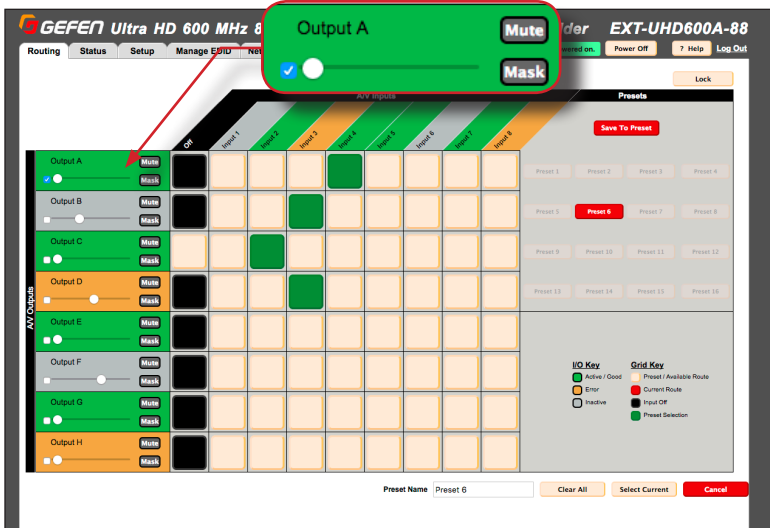 GEFEN Ultra HD 600 MHz 8
der EXT-UHD600A-88
Output A
Mute
Mask
Routing
Status
Setup
Manage EDID
ered on.
Power Off
? Help
Log Out
Lock
A/V Inputs
Presets
Off
Input 1
Input 2
Input 3
Input 4
Input 5
Input 6
Input 7
Input 8
Save To Preset
A/V Outputs
Output A
Mute
Mask
Preset 1
Preset 2
Preset 3
Preset 4
Output B
Mute
Mask
Preset 5
Preset 6
Preset 7
Preset 8
Output C
Mute
Mask
Preset 9
Preset 10
Preset 11
Preset 12
Output D
Mute
Mask
Preset 13
Preset 14
Preset 15
Preset 16
Output E
Mute
Mask
Output F
Mute
Mask
Output G
Mute
Mask
Output H
Mute
Mask
I/O Key
Active / Good
Error
Inactive
Grid Key
Preset / Available Route
Current Route
Input Off
Preset Selection
Preset Name
Preset 6
Clear All
Select Current
Cancel